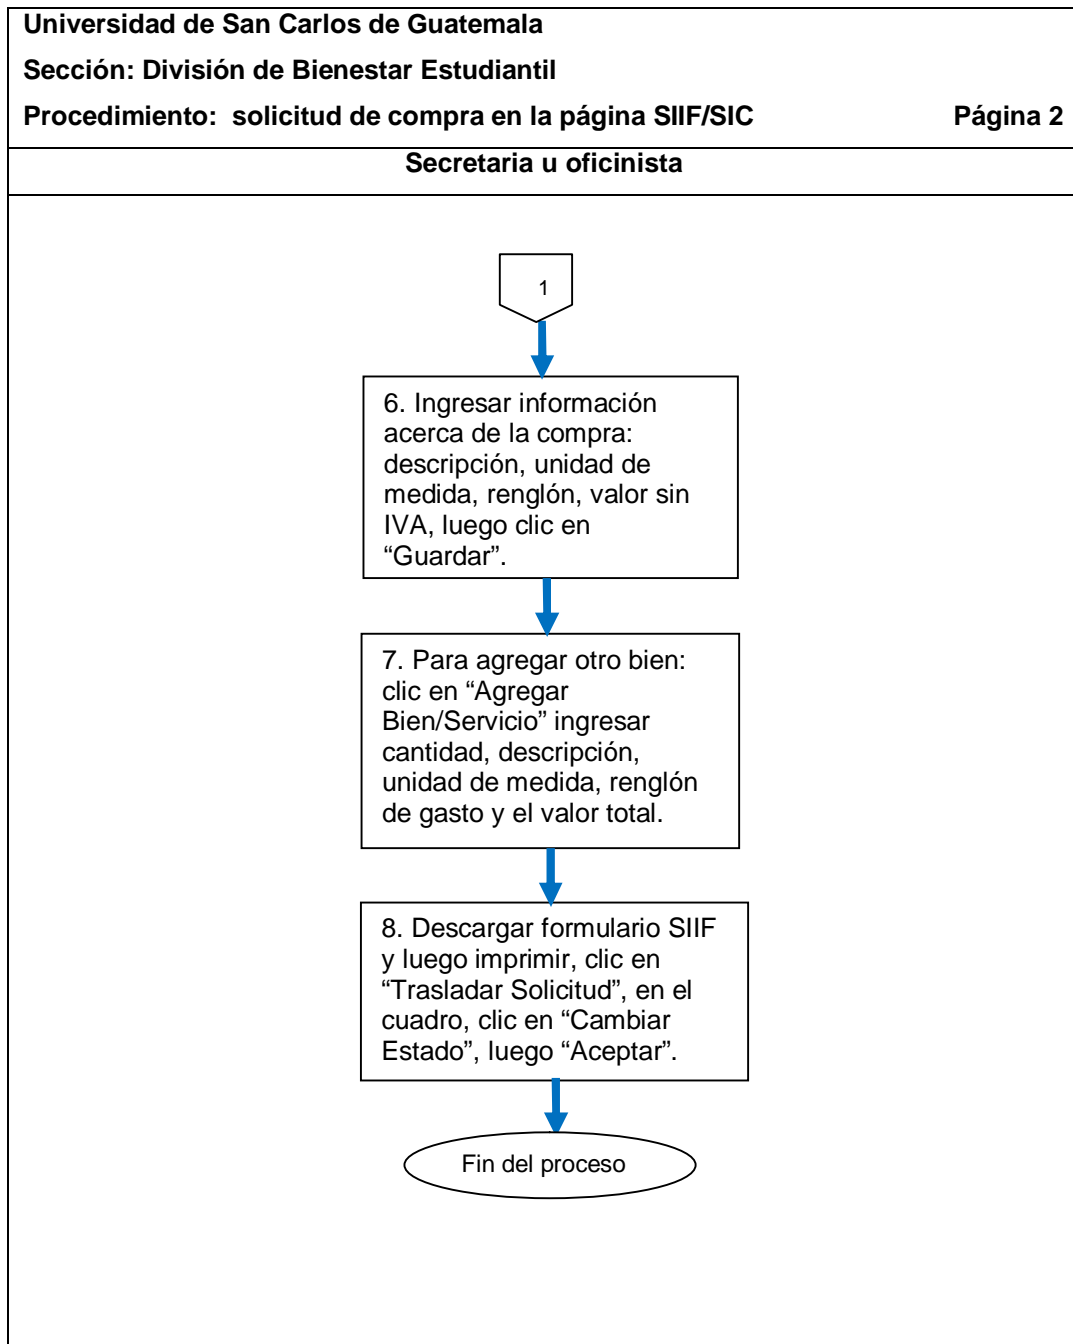 Universidad de San Carlos de Guatemala
Sección: División de Bienestar Estudiantil
Procedimiento: solicitud de compra en la página SIIF/SIC Página 2
Secretaria u oficinista
1
6. Ingresar información
acerca de la compra:
descripción, unidad de
medida, renglón, valor sin
IVA, luego clic en
“Guardar”.
7. Para agregar otro bien:
clic en “Agregar
Bien/Servicio” ingresar
cantidad, descripción,
unidad de medida, renglón
de gasto y el valor total.
8. Descargar formulario SIIF
y luego imprimir, clic en
“Trasladar Solicitud”, en el
cuadro, clic en “Cambiar
Estado”, luego “Aceptar”.
Fin del proceso